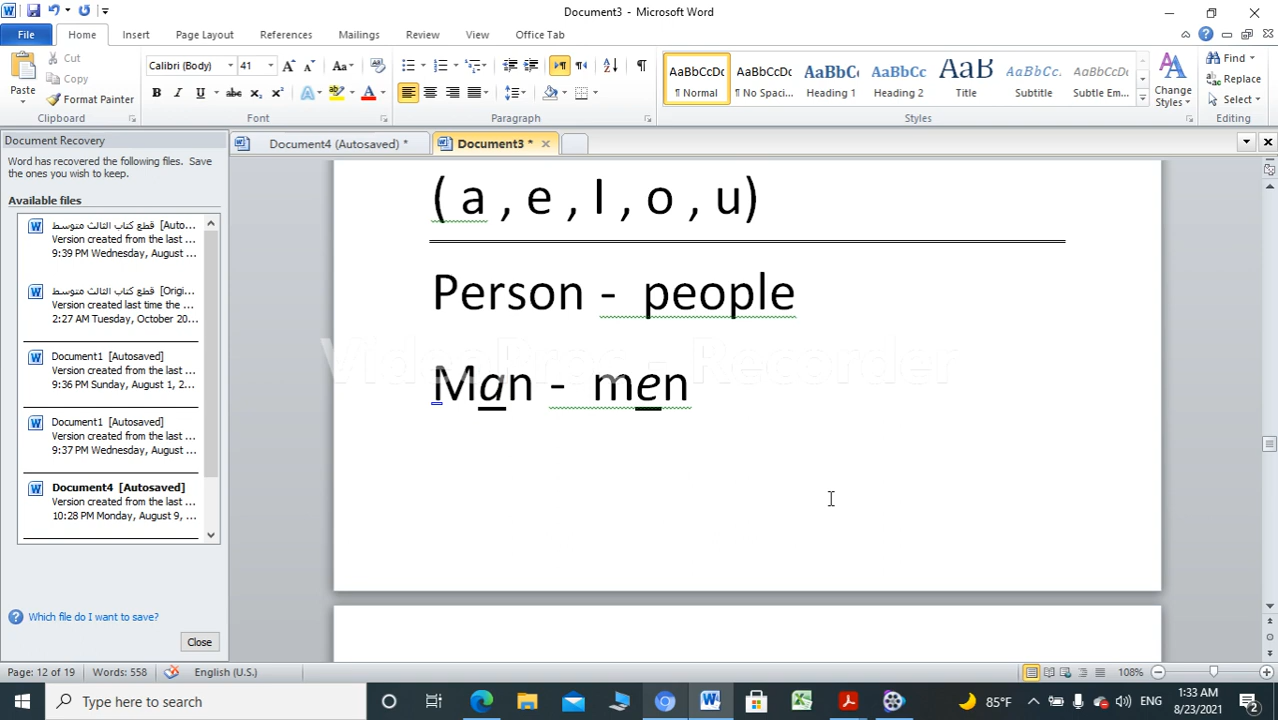 Document3 - Microsoft Word
File Home Insert Page Layout References Mailings Review View Office Tab
Paste
Cut
Copy
Format Painter
Calibri (Body) 41
AaBbCcDc AaBbCcDc AaBbC AaBbCc AaB AaBbCc. AaBbCcDc
¶ Normal ¶ No Spaci... Heading 1 Heading 2 Title Subtitle Subtle Em...
Change Styles
Find
Replace
Select
Clipboard Font Paragraph Styles Editing
Document4 (Autosaved) * Document3 *
Document Recovery
Word has recovered the following files. Save
the ones you wish to keep.
Available files
قطع كتاب الثالث متوسط [Auto...
Version created from the last ...
9:39 PM Wednesday, August ...
قطع كتاب الثالث متوسط [Origi...
Version created last time the ...
2:27 AM Tuesday, October 20...
Document1 [Autosaved]
Version created from the last ...
9:36 PM Sunday, August 1, 2...
Document1 [Autosaved]
Version created from the last ...
9:37 PM Wednesday, August ...
Document4 [Autosaved]
Version created from the last ...
10:28 PM Monday, August 9, ...
Which file do I want to save?
Close
( a , e , I , o , u)
Person - people
VideoProc - Recorder
Man - men
Page: 12 of 19 Words: 558 English (U.S.) 108%
Type here to search
85°F ENG 1:33 AM
8/23/2021 2